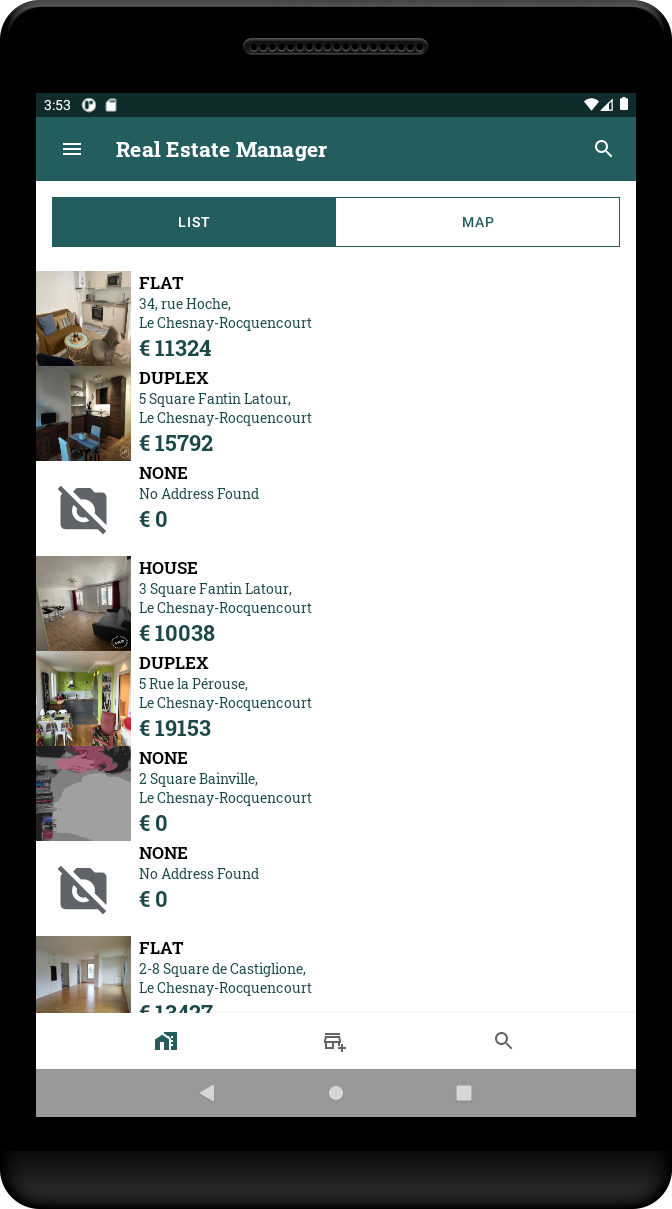 3:53
Real Estate Manager
LIST
MAP
FLAT
34, rue Hoche,
Le Chesnay-Rocquencourt
€ 11324
DUPLEX
5 Square Fantin Latour,
Le Chesnay-Rocquencourt
€ 15792
NONE
No Address Found
€ 0
HOUSE
3 Square Fantin Latour,
Le Chesnay-Rocquencourt
€ 10038
DUPLEX
5 Rue la Pérouse,
Le Chesnay-Rocquencourt
€ 19153
NONE
2 Square Bainville,
Le Chesnay-Rocquencourt
€ 0
NONE
No Address Found
€ 0
FLAT
2-8 Square de Castiglione,
Le Chesnay-Rocquencourt
€ 13427